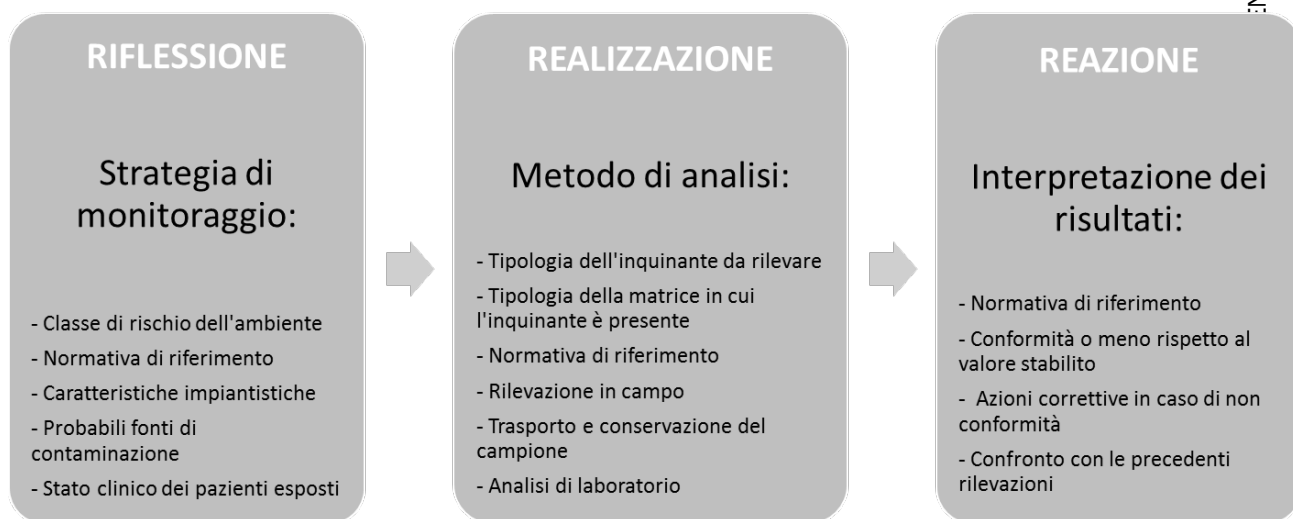 RIFLESSIONE
Strategia di
monitoraggio:
- Classe di rischio dell'ambiente
- Normativa di riferimento
- Caratteristiche impiantistiche
- Probabili fonti di
contaminazione
- Stato clinico dei pazienti esposti
REALIZZAZIONE
Metodo di analisi:
- Tipologia dell'inquinante da rilevare
- Tipologia della matrice in cui
l'inquinante è presente
- Normativa di riferimento
- Rilevazione in campo
- Trasporto e conservazione del
campione
- Analisi di laboratorio
REAZIONE
Interpretazione dei
risultati:
- Normativa di riferimento
- Conformità o meno rispetto al
valore stabilito
- Azioni correttive in caso di non
conformità
- Confronto con le precedenti
rilevazioni